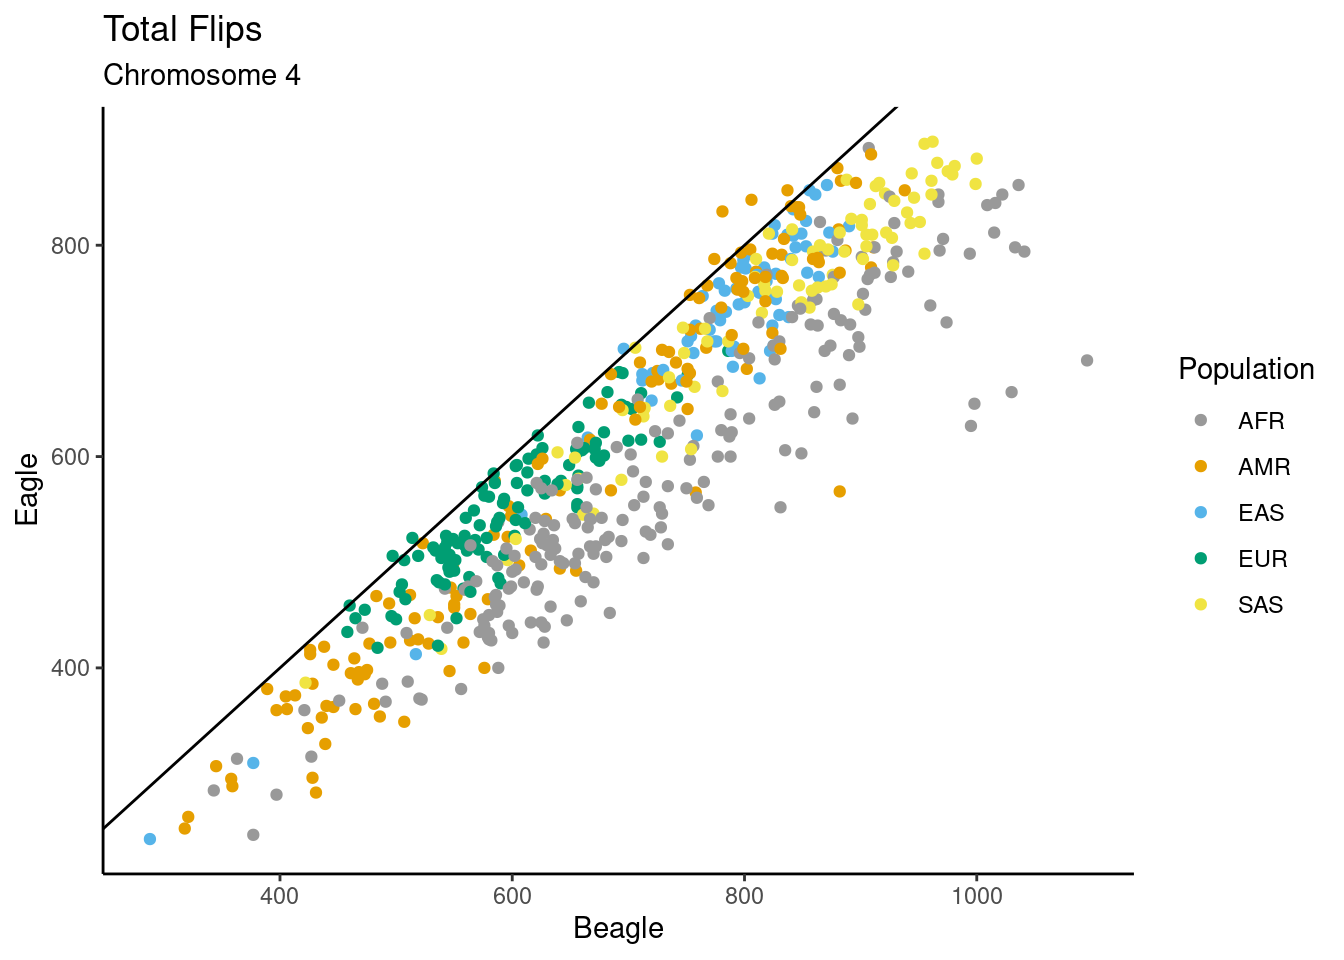 Total Flips
Chromosome 4
800
600
400
Eagle
400
600
800
1000
Beagle
Population
AFR
AMR
EAS
EUR
SAS